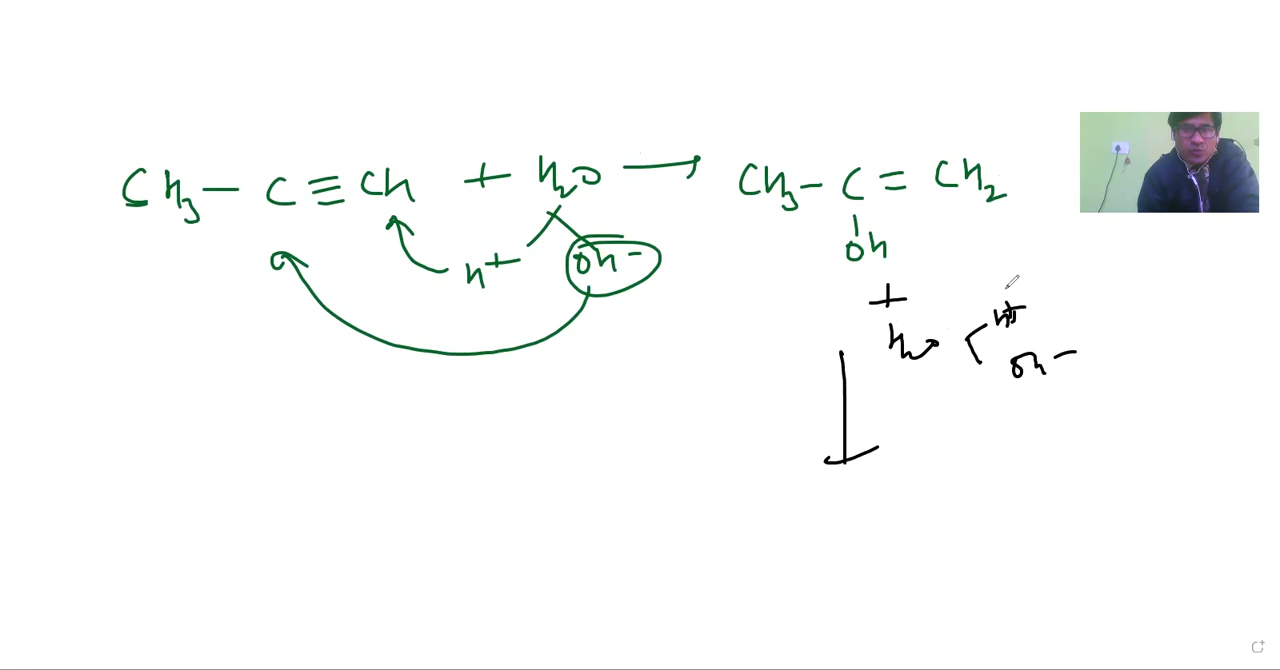 CH₃ – C ≡ CH + H₂O → CH₃ – C = CH₂
OH
H⁺ OH⁻
+
H₂O H⁺
OH⁻